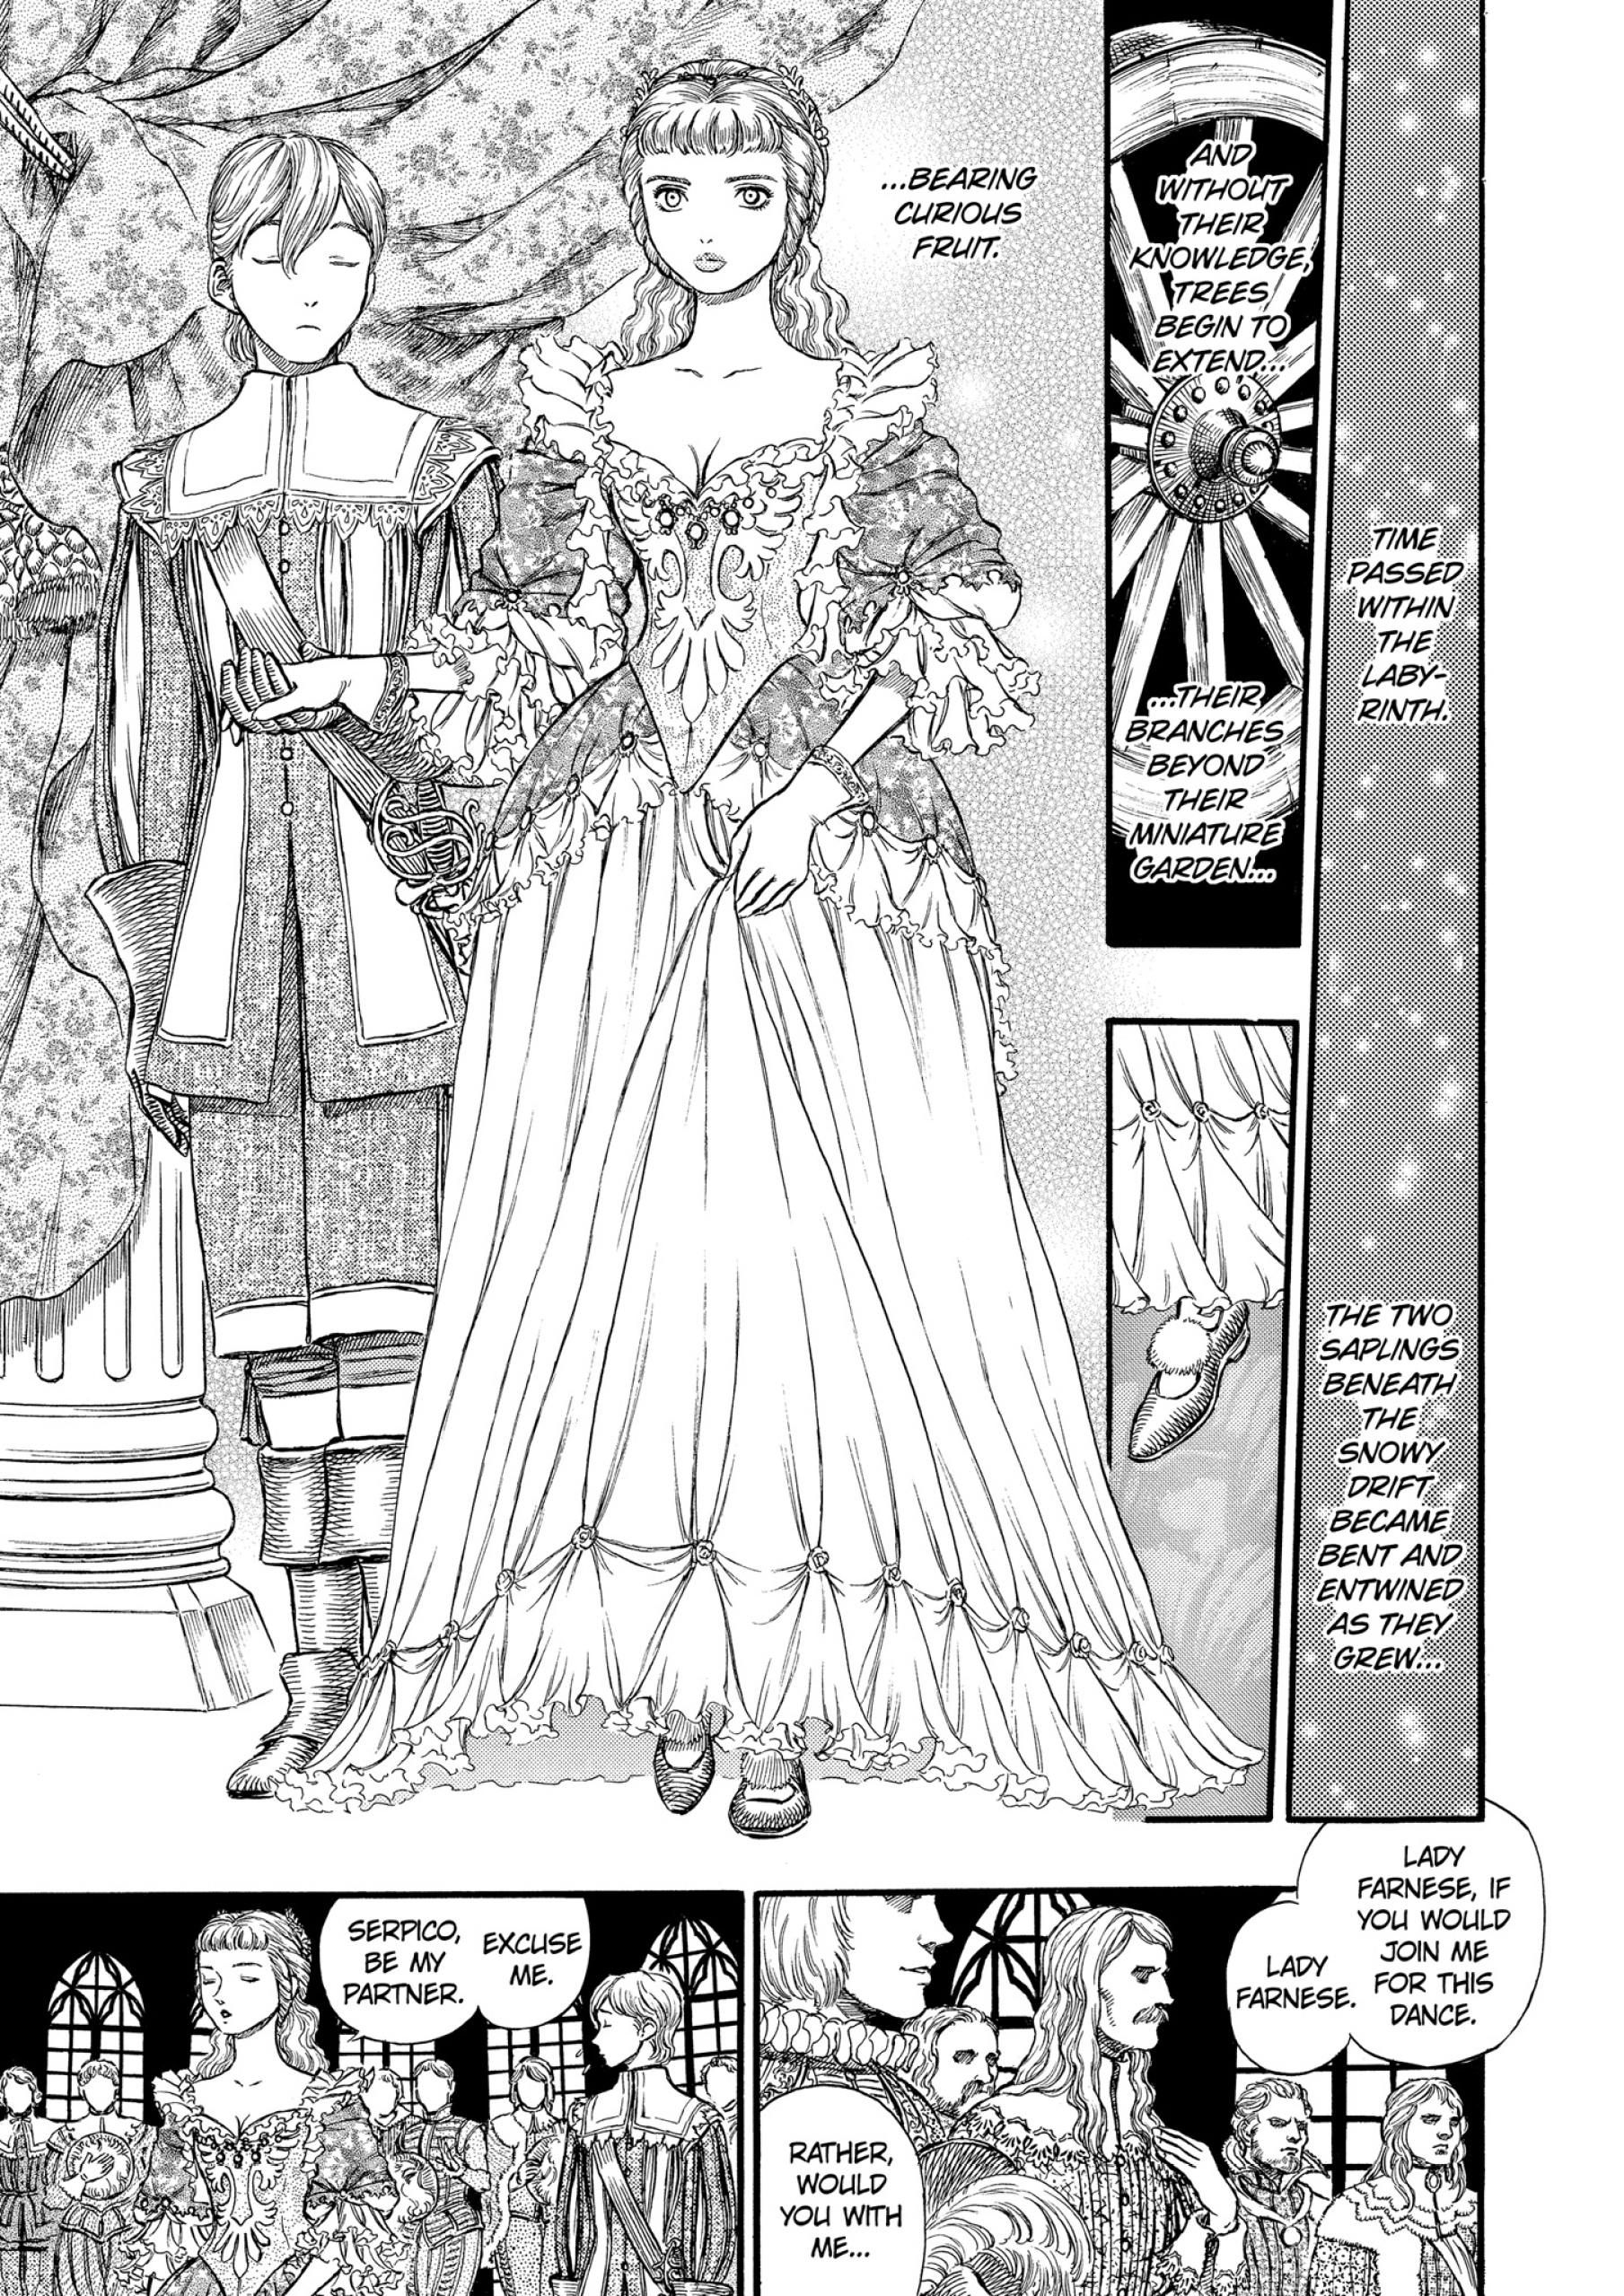 TIME
PASSED
WITHIN
THE
LABY-
RINTH.
THE TWO
SAPLINGS
BENEATH
THE
SNOWY
DRIFT
BECAME
BENT AND
ENTWINED
AS THEY
GREW...
AND
WITHOUT
THEIR
KNOWLEDGE,
TREES
BEGIN TO
EXTEND...
...THEIR
BRANCHES
BEYOND
THEIR
MINIATURE
GARDEN...
...BEARING
CURIOUS
FRUIT.
LADY
FARNESE, IF
YOU WOULD
JOIN ME
FOR THIS
DANCE.
LADY
FARNESE.
RATHER,
WOULD
YOU WITH
ME...
EXCUSE
ME.
SERPICO,
BE MY
PARTNER.